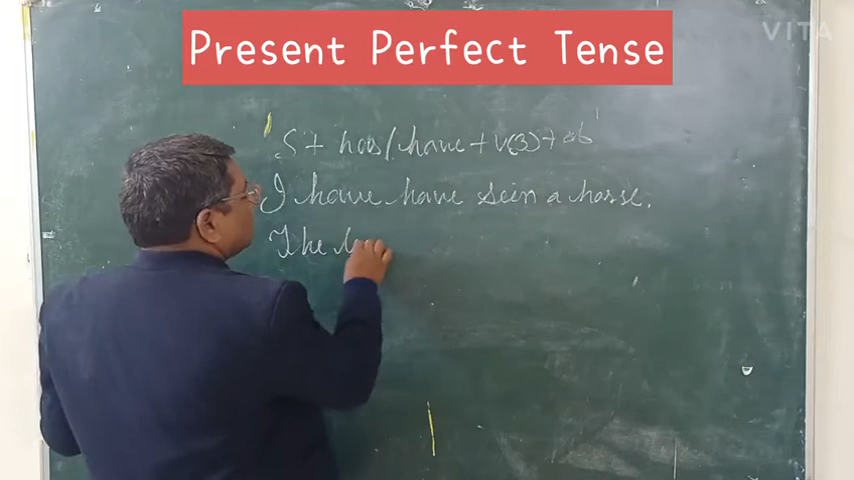 VITA
Present Perfect Tense
S + has/have + V(3) + ob
I have have seen a horse.
The